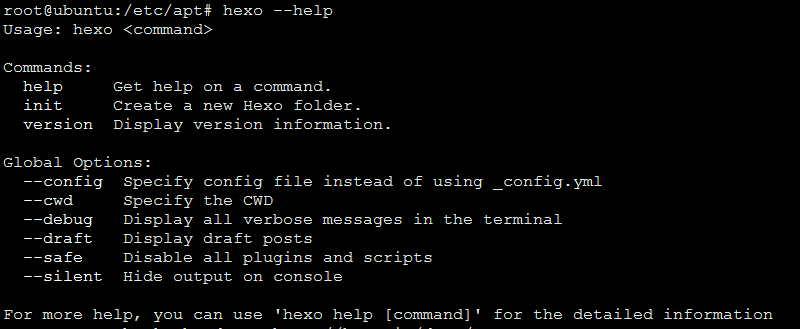 root@ubuntu:/etc/apt# hexo --help
Usage: hexo <command>
Commands:
help Get help on a command.
init Create a new Hexo folder.
version Display version information.
Global Options:
--config Specify config file instead of using _config.yml
--cwd Specify the CWD
--debug Display all verbose messages in the terminal
--draft Display draft posts
--safe Disable all plugins and scripts
--silent Hide output on console
For more help, you can use 'hexo help [command]' for the detailed information